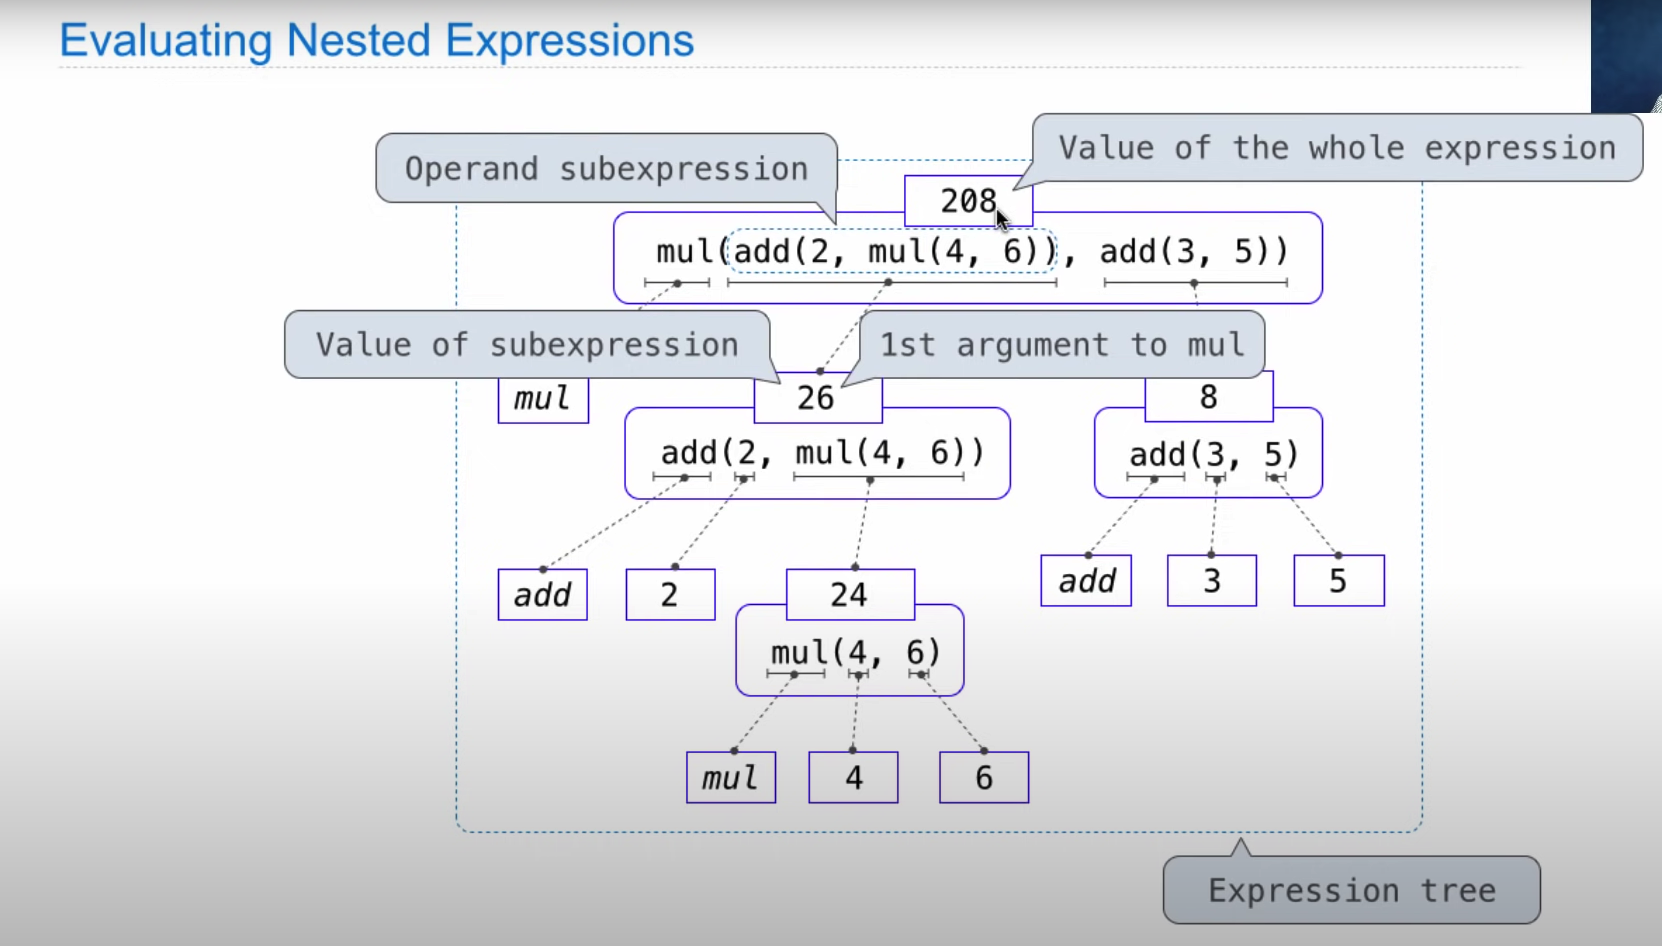 Evaluating Nested Expressions
Operand subexpression
Value of the whole expression
208
mul(add(2, mul(4, 6)), add(3, 5))
Value of subexpression
1st argument to mul
mul
26
8
add(2, mul(4, 6))
add(3, 5)
add
2
24
add
3
5
mul(4, 6)
mul
4
6
Expression tree